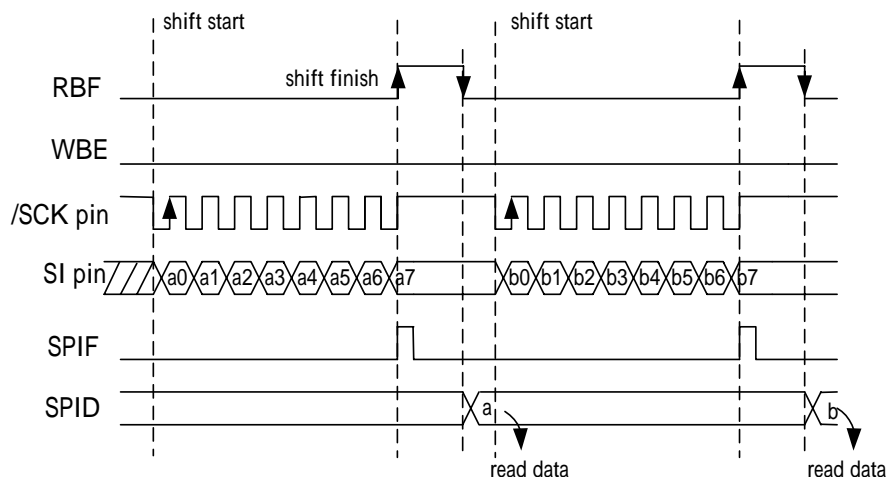 shift start shift start
RBF shift finish
WBE
/SCK pin
SI pin a0 a1 a2 a3 a4 a5 a6 a7 b0 b1 b2 b3 b4 b5 b6 b7
SPIF
SPID a b
read data read data